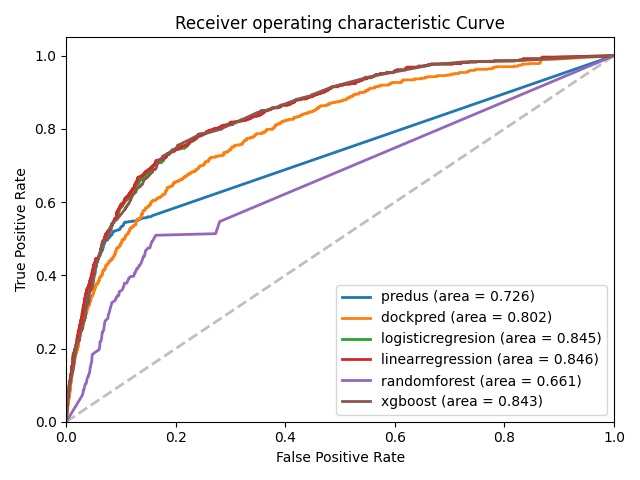 Receiver operating characteristic Curve
True Positive Rate
1.0
0.8
0.6
0.4
0.2
0.0
predus (area = 0.726)
dockpred (area = 0.802)
logisticregresion (area = 0.845)
linearregression (area = 0.846)
randomforest (area = 0.661)
xgboost (area = 0.843)
0.0 0.2 0.4 0.6 0.8 1.0
False Positive Rate